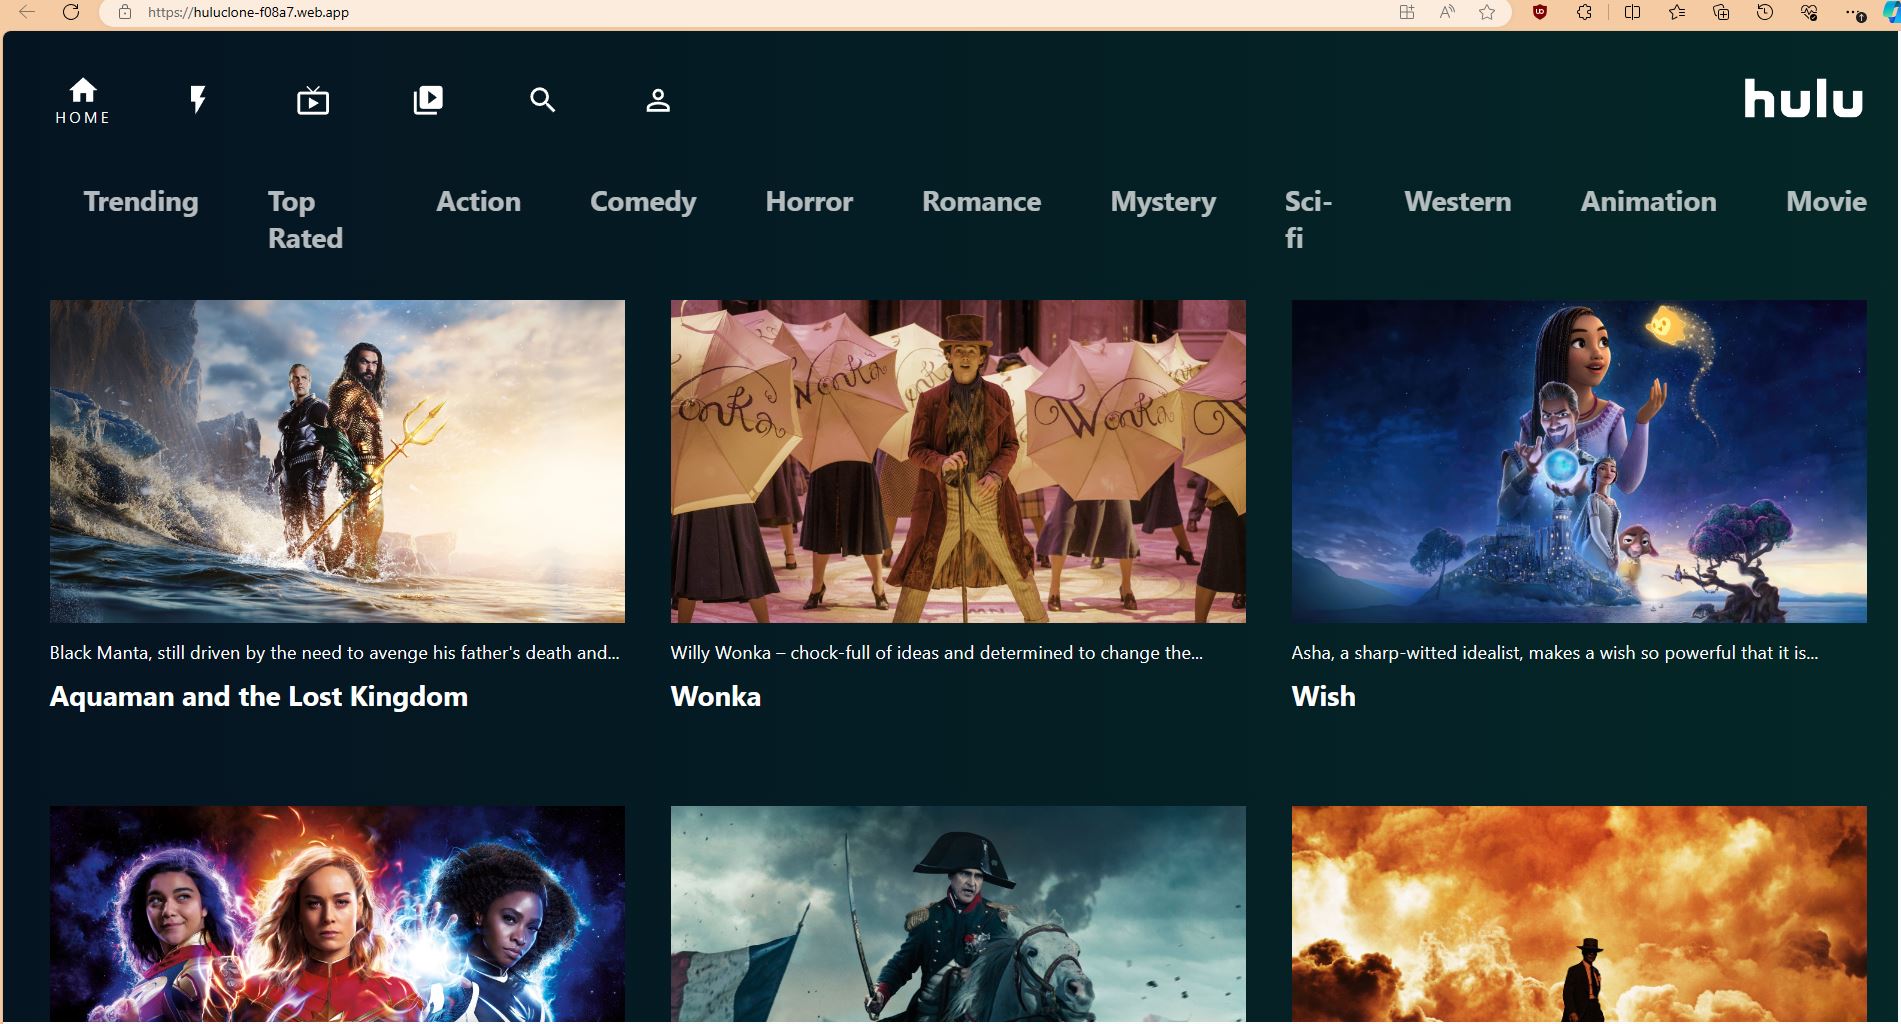 https://huluclone-f08a7.web.app
HOME
hulu
Trending
Top
Rated
Action
Comedy
Horror
Romance
Mystery
Sci-
fi
Western
Animation
Movie
Wonka
Wonka
Black Manta, still driven by the need to avenge his father's death and...
Aquaman and the Lost Kingdom
Willy Wonka – chock-full of ideas and determined to change the...
Wonka
Asha, a sharp-witted idealist, makes a wish so powerful that it is...
Wish